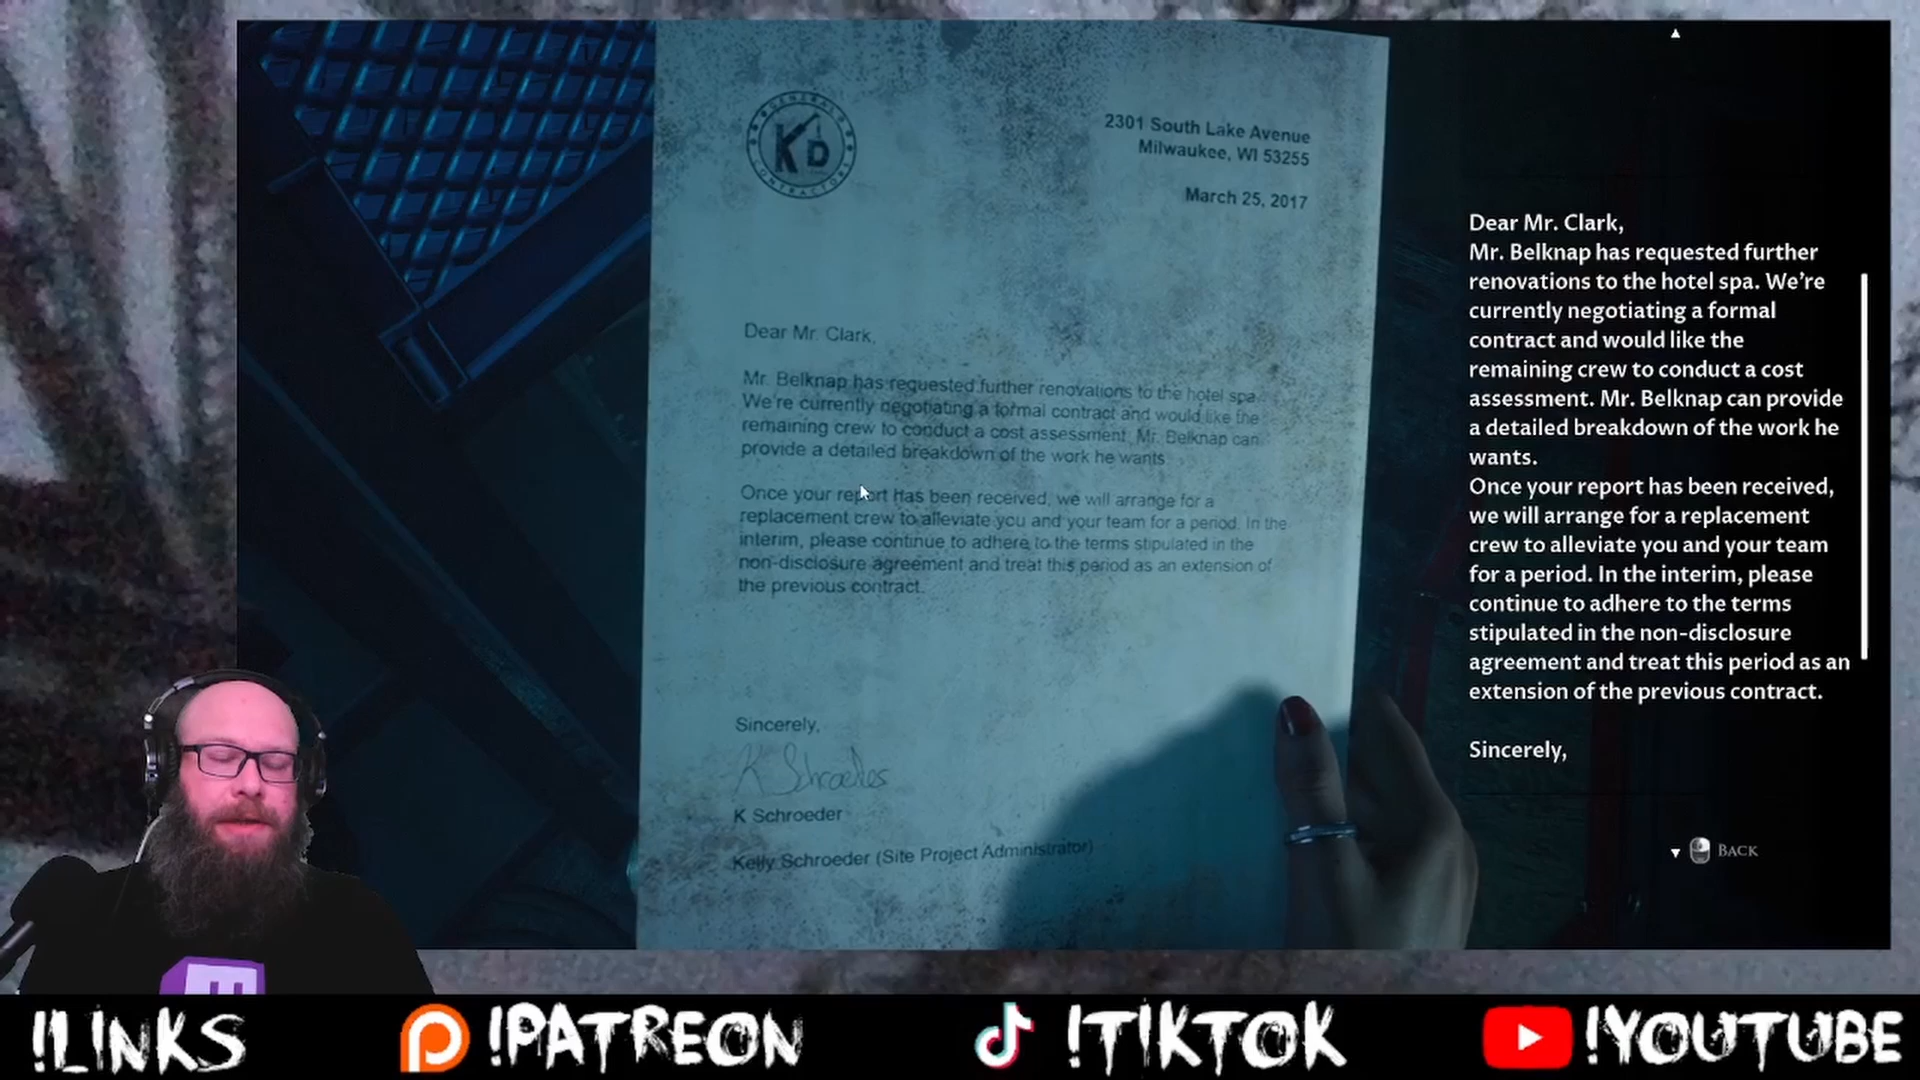 GENERAL
KD
CONTRACTORS
2301 South Lake Avenue
Milwaukee, WI 53255
March 25, 2017
Dear Mr. Clark,
Mr. Belknap has requested further renovations to the hotel spa.
We're currently negotiating a formal contract and would like the
remaining crew to conduct a cost assessment. Mr. Belknap can
provide a detailed breakdown of the work he wants.
Once your report has been received, we will arrange for a
replacement crew to alleviate you and your team for a period. In the
interim, please continue to adhere to the terms stipulated in the
non-disclosure agreement and treat this period as an extension of
the previous contract.
Sincerely,
K Schroeder
K Schroeder
Kelly Schroeder (Site Project Administrator)
Dear Mr. Clark,
Mr. Belknap has requested further
renovations to the hotel spa. We're
currently negotiating a formal
contract and would like the
remaining crew to conduct a cost
assessment. Mr. Belknap can provide
a detailed breakdown of the work he
wants.
Once your report has been received,
we will arrange for a replacement
crew to alleviate you and your team
for a period. In the interim, please
continue to adhere to the terms
stipulated in the non-disclosure
agreement and treat this period as an
extension of the previous contract.
Sincerely,
BACK
!LINKS
!PATREON
!TIKTOK
!YOUTUBE